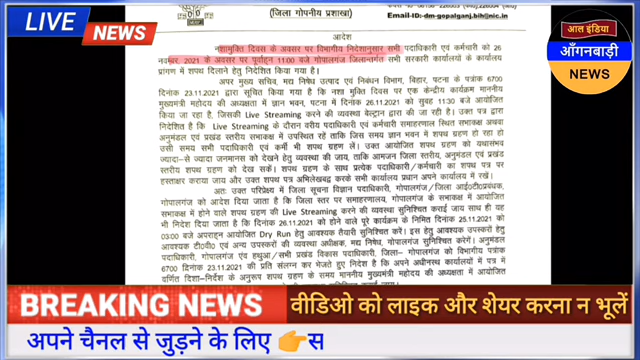 LIVE NEWS
(जिला गोपनीय प्रशाखा)
Email:ID-dm-gopalganj.bih@nic.in
आल इंडिया
आँगनबाड़ी
NEWS
आदेश
नशामुक्ति दिवस के अवसर पर विभागीय निदेशानुसार सभी पदाधिकारी एवं कर्मचारी को 26
नवम्बर, 2021 के अवसर पर पूर्वाहन 11:00 बजे गोपालगंज जिलान्तर्गत सभी सरकारी कार्यालय के कार्यालय
प्रांगण में शपथ दिलाने हेतु निदेशित किया गया है।
अपर मुख्य सचिव, मद्य निषेध उत्पाद एवं निबंधन विभाग, बिहार, पटना के पत्रांक 6700
दिनांक 23.11.2021 द्वारा सूचित किया गया है कि नशा मुक्ति दिवस पर एक केन्द्रीय कार्यक्रम माननीय
मुख्यमंत्री महोदय की अध्यक्षता में ज्ञान भवन, पटना में दिनांक 26.11.2021 को सुबह 11:30 बजे आयोजित
किया जा रहा है, जिसकी Live Streaming करने की व्यवस्था बेल्ट्रान द्वारा की जा रही है। उक्त पत्र द्वारा
निदेशित है कि Live Streaming के दौरान वरीय पदाधिकारी एवं कर्मचारी समाहरणालय स्थित सभाकक्ष अथवा
अनुमंडल एवं प्रखंड स्तरीय सभाकक्ष में उपस्थित रहें ताकि जिस समय ज्ञान भवन में शपथ ग्रहण हो रहा हो
उसी समय सभी पदाधिकारी एवं कर्मी भी शपथ ग्रहण करें। उक्त आयोजित शपथ ग्रहण को यथासंभव
ज्यादा-से ज्यादा जनमानस को देखने हेतु व्यवस्था की जाय, ताकि आमजन जिला स्तरीय, अनुमंडल एवं प्रखंड
स्तरीय शपथ ग्रहण को देख सकें। शपथ ग्रहण के साथ प्रत्येक पदाधिकारी/कर्मचारी का शपथ पत्र पर
हस्ताक्षर कराया जाय और उक्त शपथ पत्र अभिलेखबद्ध करके सभी कार्यालय प्रधान अपने कार्यालय में रखें।
अतः उक्त परिप्रेक्ष्य में जिला सूचना विज्ञान पदाधिकारी, गोपालगंज/जिला आई०टी०प्रबंधक,
गोपालगंज को आदेश दिया जाता है कि जिला स्तर पर समाहरणालय, गोपालगंज के सभाकक्ष में आयोजित
सभाकक्ष में होने वाले शपथ ग्रहण की Live Streaming करने की व्यवस्था सुनिश्चित कराई जाय साथ ही यह
भी निदेश दिया जाता है कि दिनांक 26.11.2021 को होने वाले पूरे कार्यक्रम के निमित दिनांक 25.11.2021 को
03:00 बजे अपराहन आयोजित Dry Run हेतु आवश्यक तैयारी सुनिश्चित करें। इस हेतु आवश्यक उपस्करों हेतु
आवश्यक टी०वी० एवं अन्य उपस्करों की व्यवस्था अधीक्षक, मद्य निषेध, गोपालगंज सुनिश्चित करेंगे। अनुमंडल
पदाधिकारी, गोपालगंज एंव हथुआ/सभी प्रखंड विकास पदाधिकारी, जिला- गोपालगंज को विभागीय पत्रांक
6700 दिनांक 23.11.2021 की प्रति संलग्न कर भेजते हुए निदेश है कि अपने अधीनस्थ कार्यालयों में पत्र में
वर्णित दिशा-निर्देश के अनुरूप शपथ ग्रहण के समय माननीय मुख्यमंत्री महोदय की अध्यक्षता में आयोजित
BREAKING NEWS
वीडियो को लाइक और शेयर करना न भूलें
अपने चैनल से जुड़ने के लिए 👉स